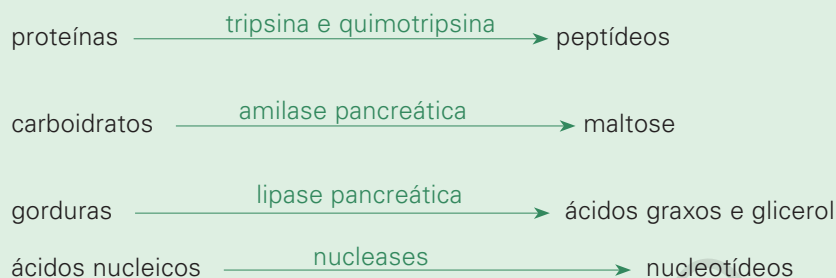 proteínas tripsina e quimotripsina peptídeos
carboidratos amilase pancreática maltose
gorduras lipase pancreática ácidos graxos e glicerol
ácidos nucleicos nucleases nucleotídeos